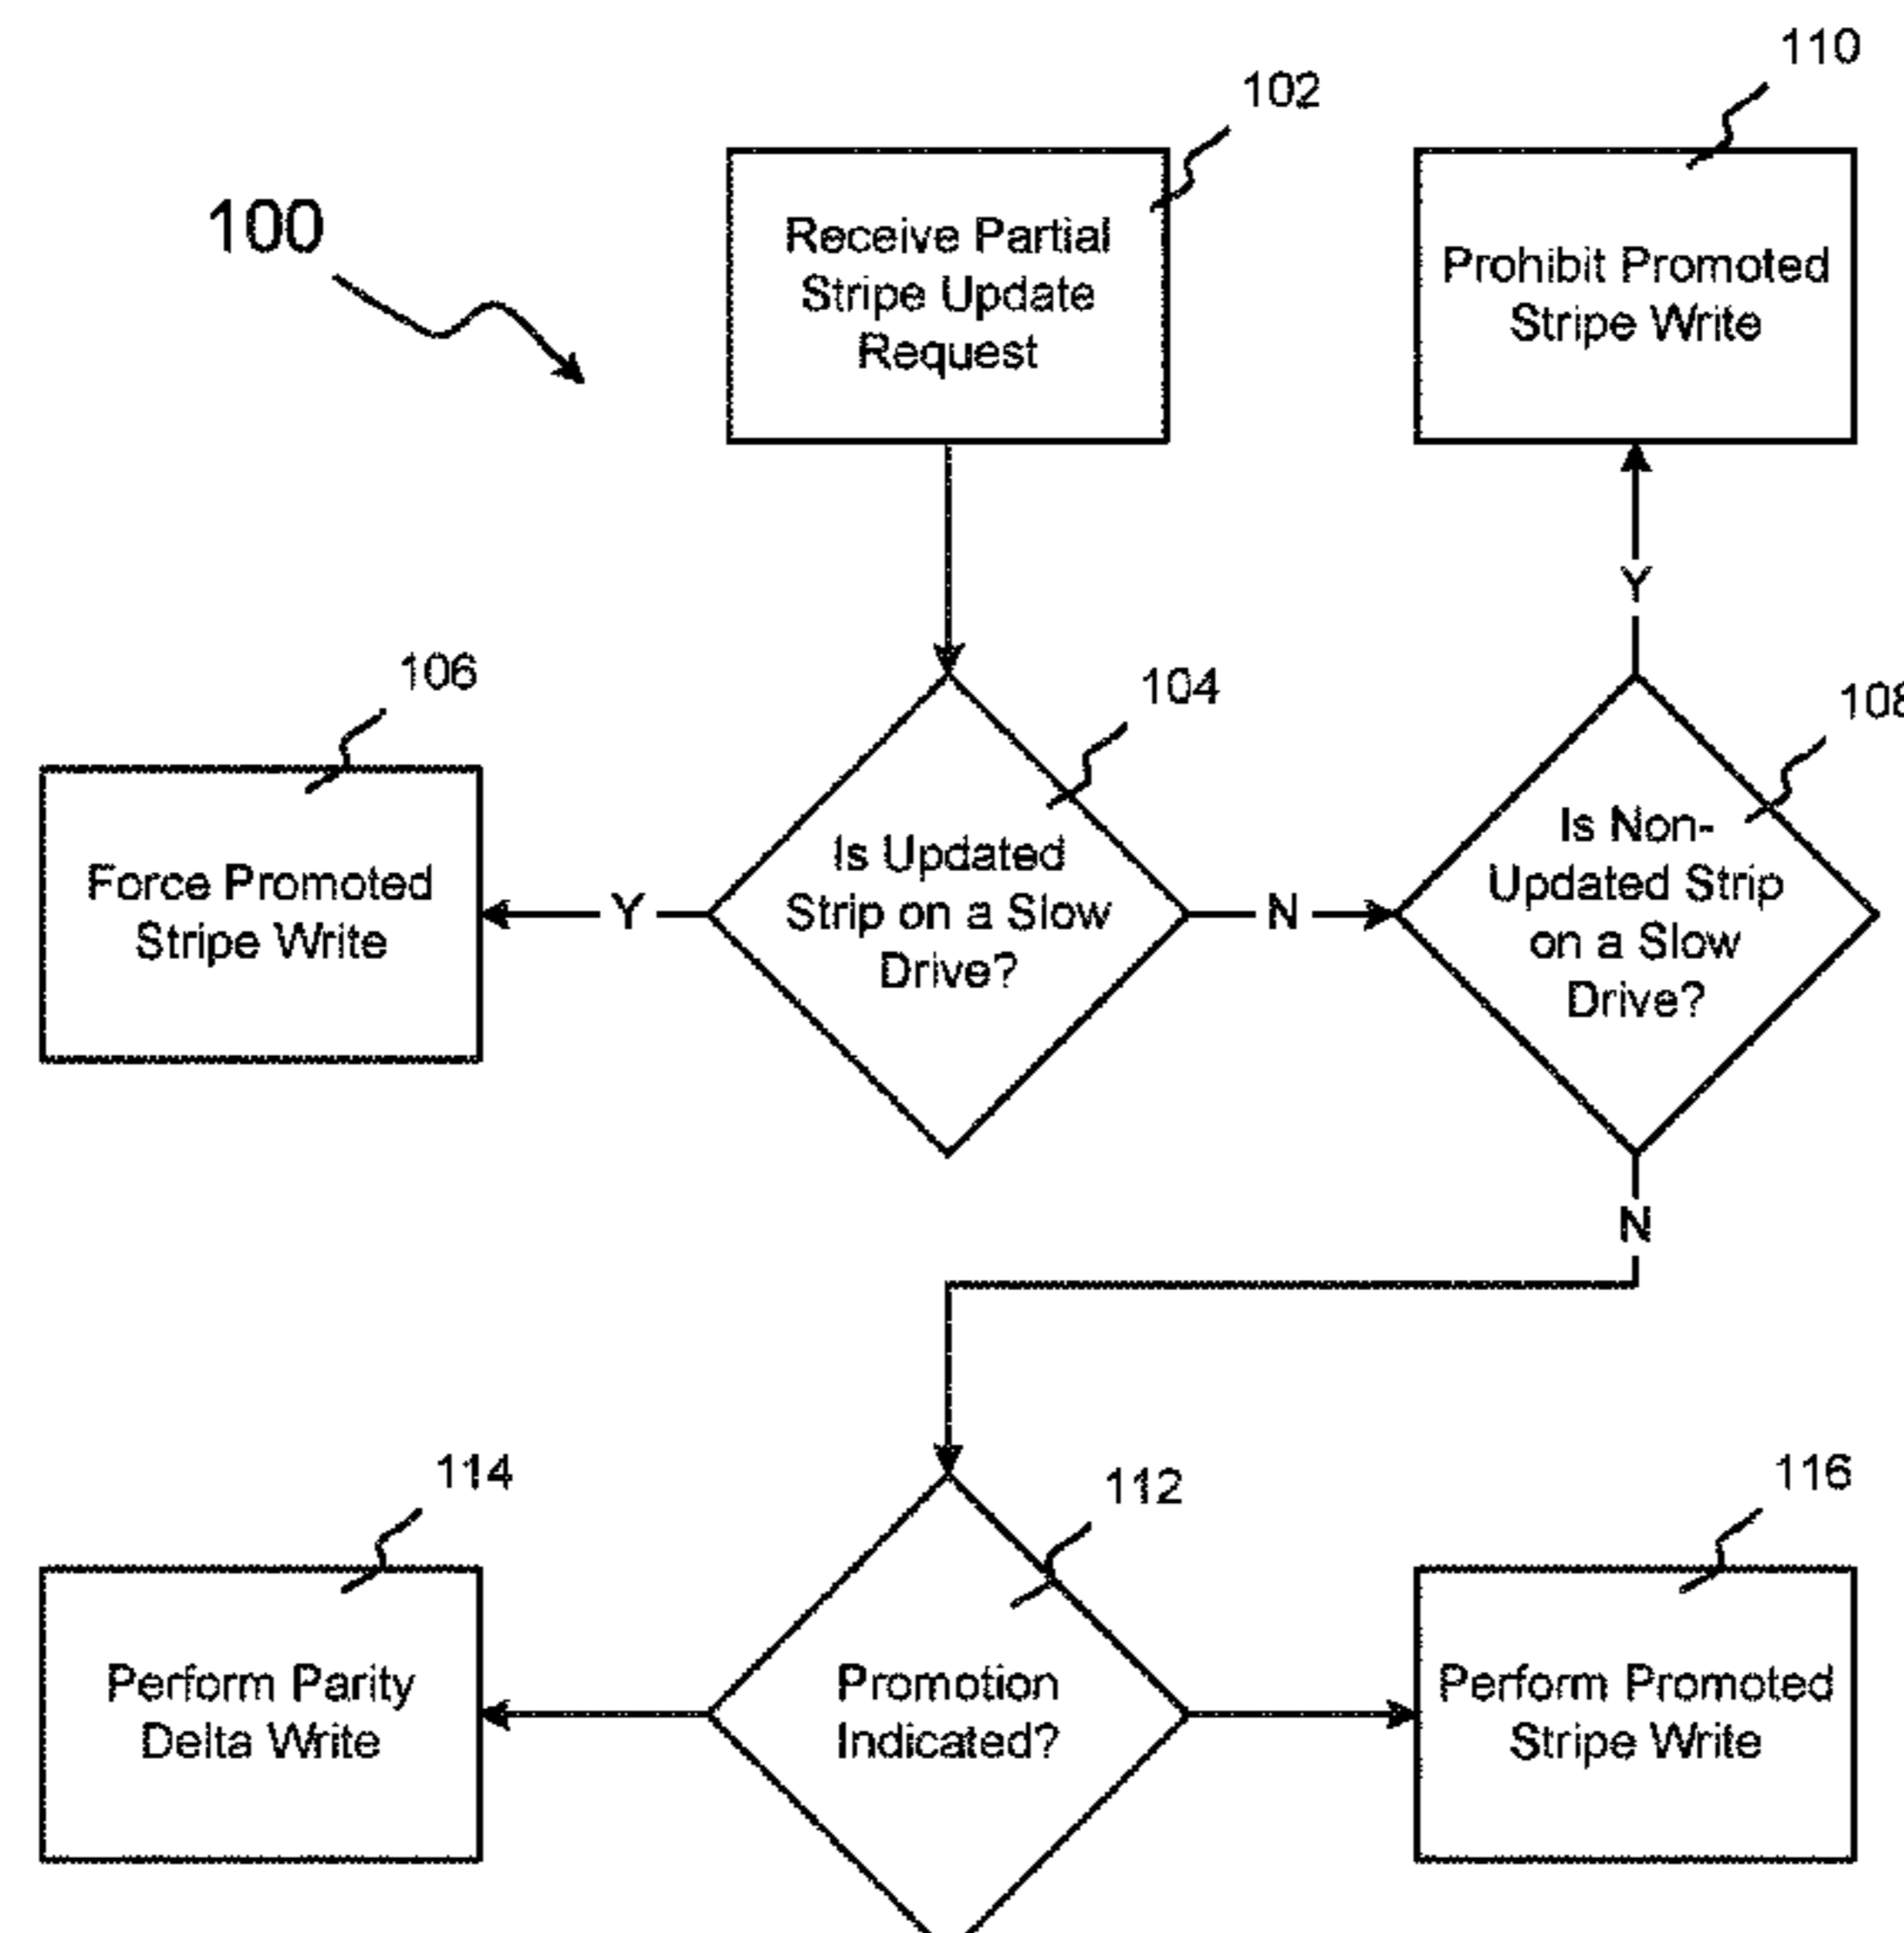 110
102
100
Receive Partial
Stripe Update
Request
Prohibit Promoted
Stripe Write
Y
106
104
108
Force Promoted
Stripe Write
Y
Is Updated
Strip on a Slow
Drive?
N
Is Non-
Updated Strip
on a Slow
Drive?
N
114
112
116
Perform Parity
Delta Write
Promotion
Indicated?
Perform Promoted
Stripe Write